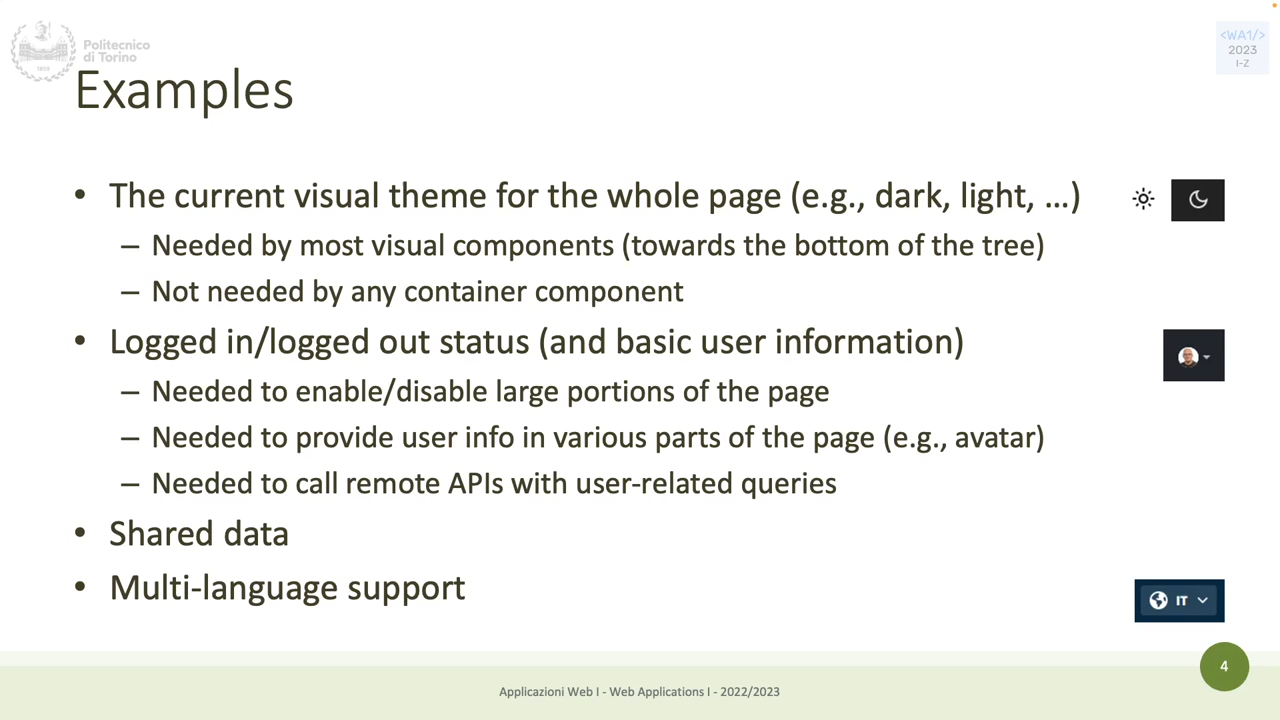 Politecnico
di Torino
1859
<WA1/>
2023
I-Z
Examples
• The current visual theme for the whole page (e.g., dark, light, …)
– Needed by most visual components (towards the bottom of the tree)
– Not needed by any container component
• Logged in/logged out status (and basic user information)
– Needed to enable/disable large portions of the page
– Needed to provide user info in various parts of the page (e.g., avatar)
– Needed to call remote APIs with user-related queries
• Shared data
• Multi-language support
IT
4
Applicazioni Web I - Web Applications I - 2022/2023